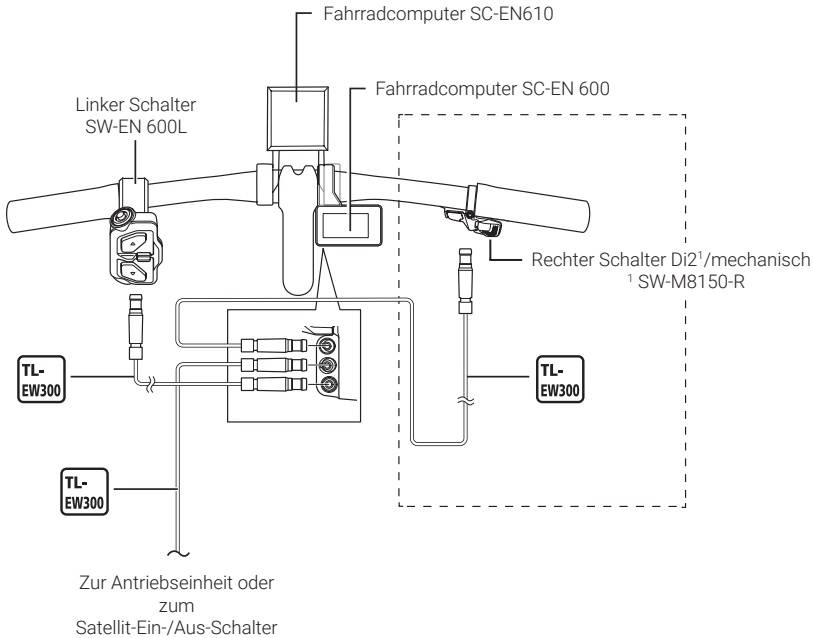 Fahrradcomputer SC-EN610
Fahrradcomputer SC-EN 600
Linker Schalter
SW-EN 600L
Rechter Schalter Di2¹/mechanisch
¹ SW-M8150-R
TL-
EW300
TL-
EW300
TL-
EW300
Zur Antriebseinheit oder
zum
Satellit-Ein-/Aus-Schalter